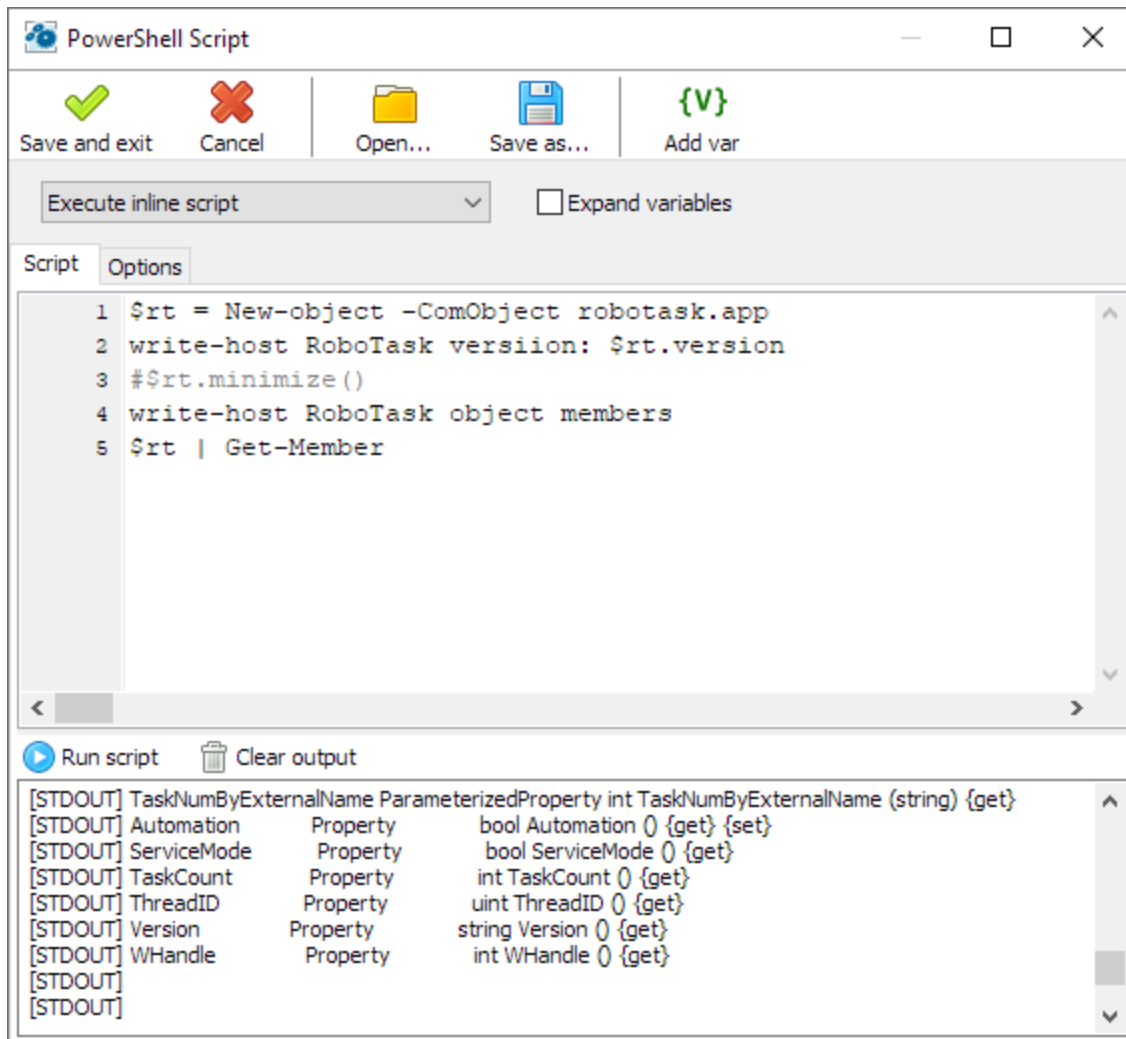 PowerShell Script
Save and exit Cancel Open... Save as... {V} Add var
Execute inline script Expand variables
Script Options
1 $rt = New-object -ComObject robotask.app
2 write-host RoboTask versiion: $rt.version
3 #$rt.minimize()
4 write-host RoboTask object members
5 $rt | Get-Member
Run script Clear output
[STDOUT] TaskNumByExternalName ParameterizedProperty int TaskNumByExternalName (string) {get}
[STDOUT] Automation Property bool Automation () {get} {set}
[STDOUT] ServiceMode Property bool ServiceMode () {get}
[STDOUT] TaskCount Property int TaskCount () {get}
[STDOUT] ThreadID Property uint ThreadID () {get}
[STDOUT] Version Property string Version () {get}
[STDOUT] WHandle Property int WHandle () {get}
[STDOUT]
[STDOUT]